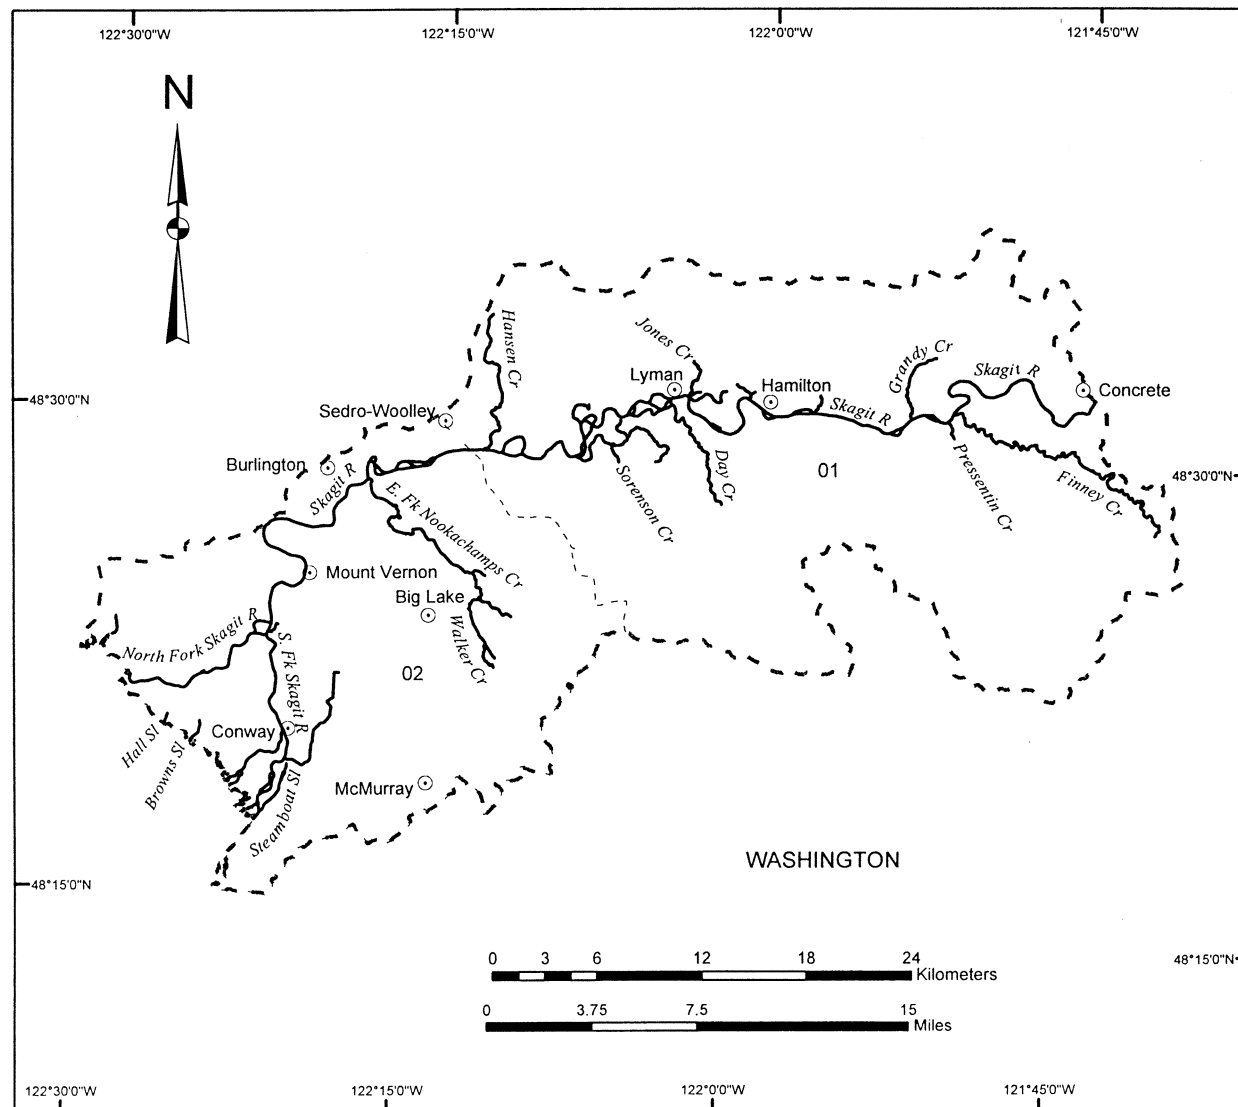 122°30'0"W
122°15'0"W
122°0'0"W
121°45'0"W
N
Hansen Cr
Jones Cr
Lyman
Hamilton
Grandy Cr
Skagit R
Concrete
48°30'0"N
Sedro-Woolley
Skagit R
Burlington
Skagit R
E. Fk Nookachamps Cr
Sorenson Cr
Day Cr
01
Pressentin Cr
Finney Cr
48°30'0"N
Mount Vernon
Big Lake
Walker Cr
North Fork Skagit R
S. Fk Skagit R
02
Hall Sl
Browns Sl
Conway
Steamboat Sl
McMurray
WASHINGTON
48°15'0"N
0 3 6 12 18 24
Kilometers
48°15'0"N
0 3.75 7.5 15
Miles
122°30'0"W
122°15'0"W
122°0'0"W
121°45'0"W